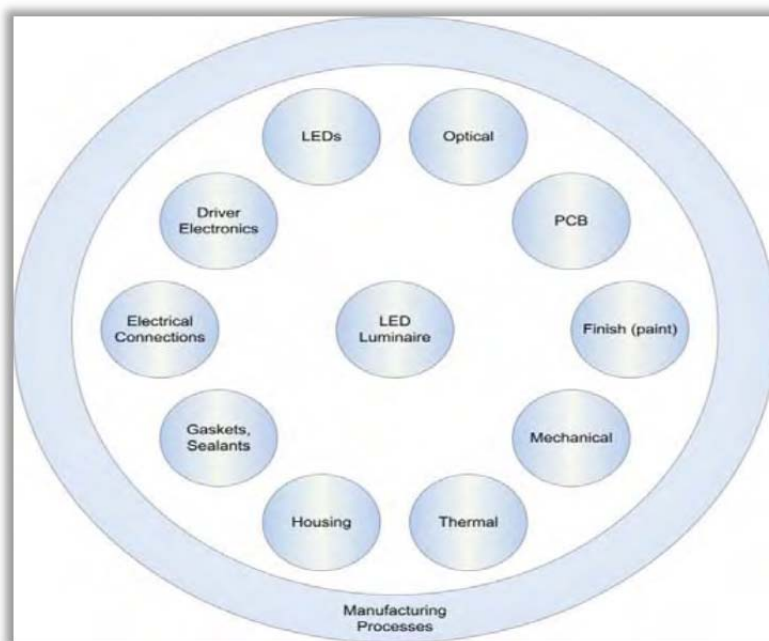 LEDs
Optical
Driver
Electronics
PCB
Electrical
Connections
LED
Luminaire
Finish (paint)
Gaskets,
Sealants
Mechanical
Housing
Thermal
Manufacturing
Processes